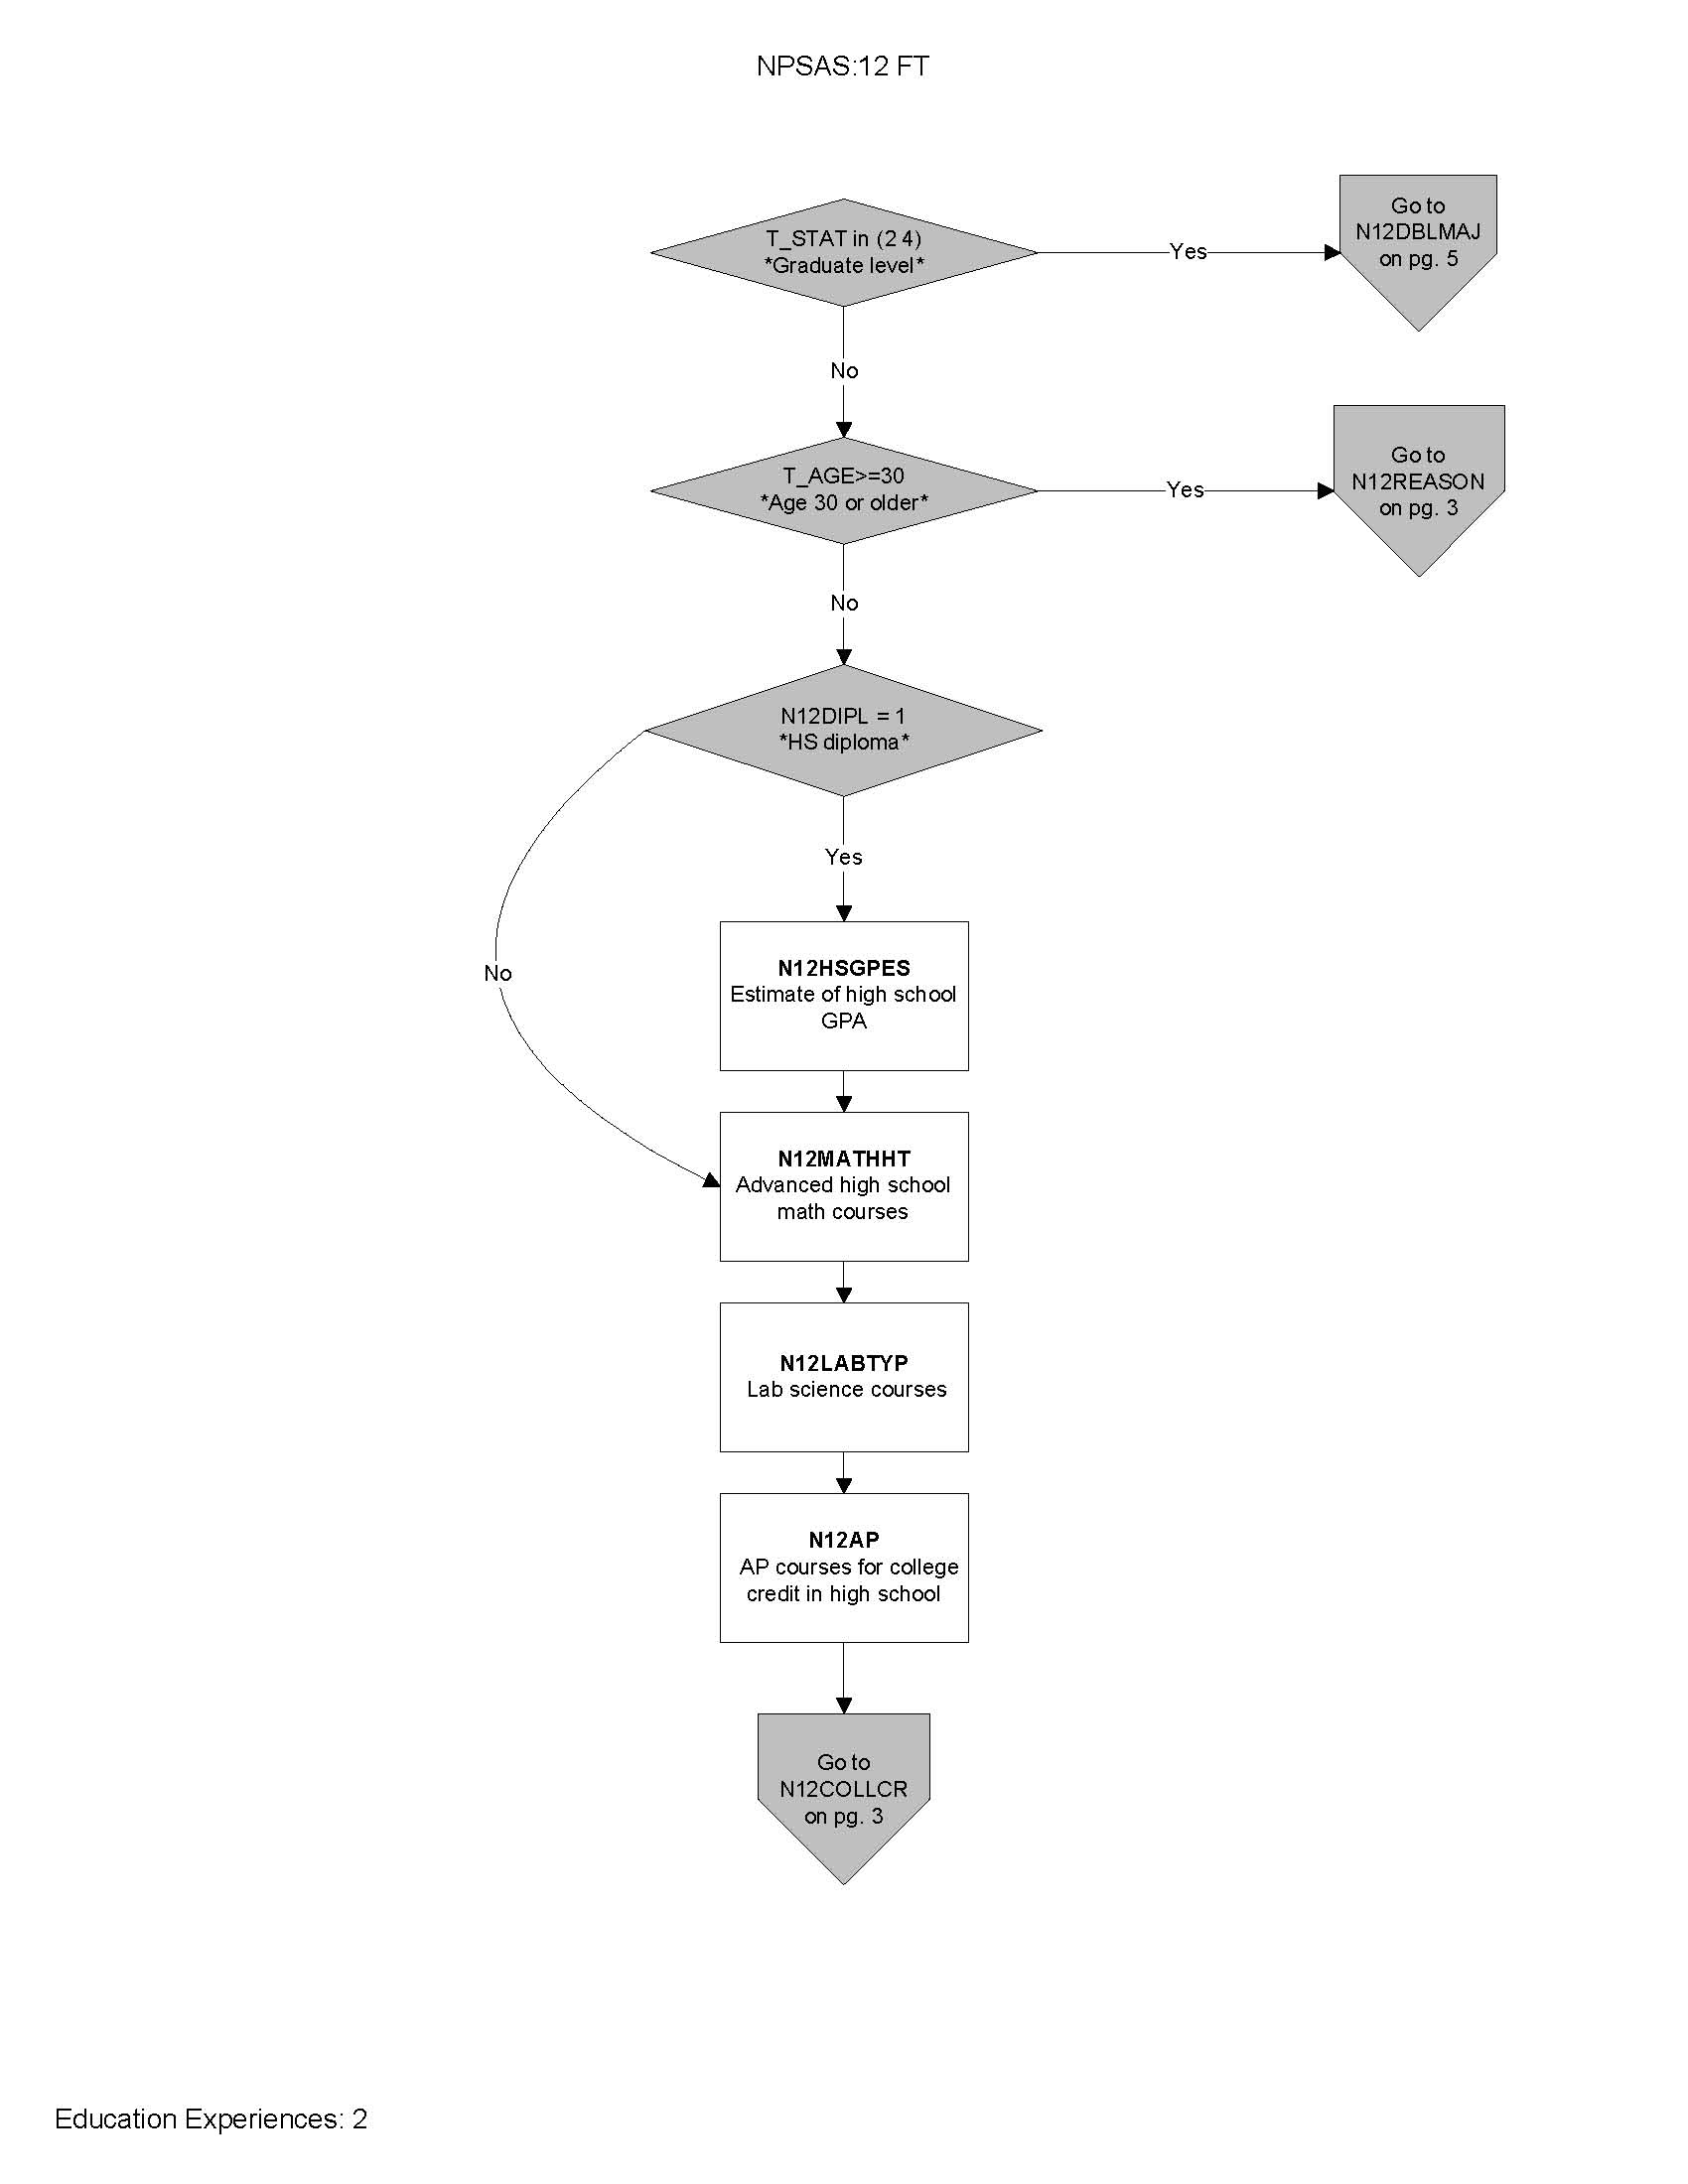 NPSAS:12 FT
T_STAT in (2 4)
*Graduate level*
Yes
Go to
N12DBLMAJ
on pg. 5
No
T_AGE>=30
*Age 30 or older*
Yes
Go to
N12REASON
on pg. 3
No
N12DIPL = 1
*HS diploma*
Yes
No
N12HSGPES
Estimate of high school
GPA
N12MATHHT
Advanced high school
math courses
N12LABTYP
Lab science courses
N12AP
AP courses for college
credit in high school
Go to
N12COLLCR
on pg. 3
Education Experiences: 2